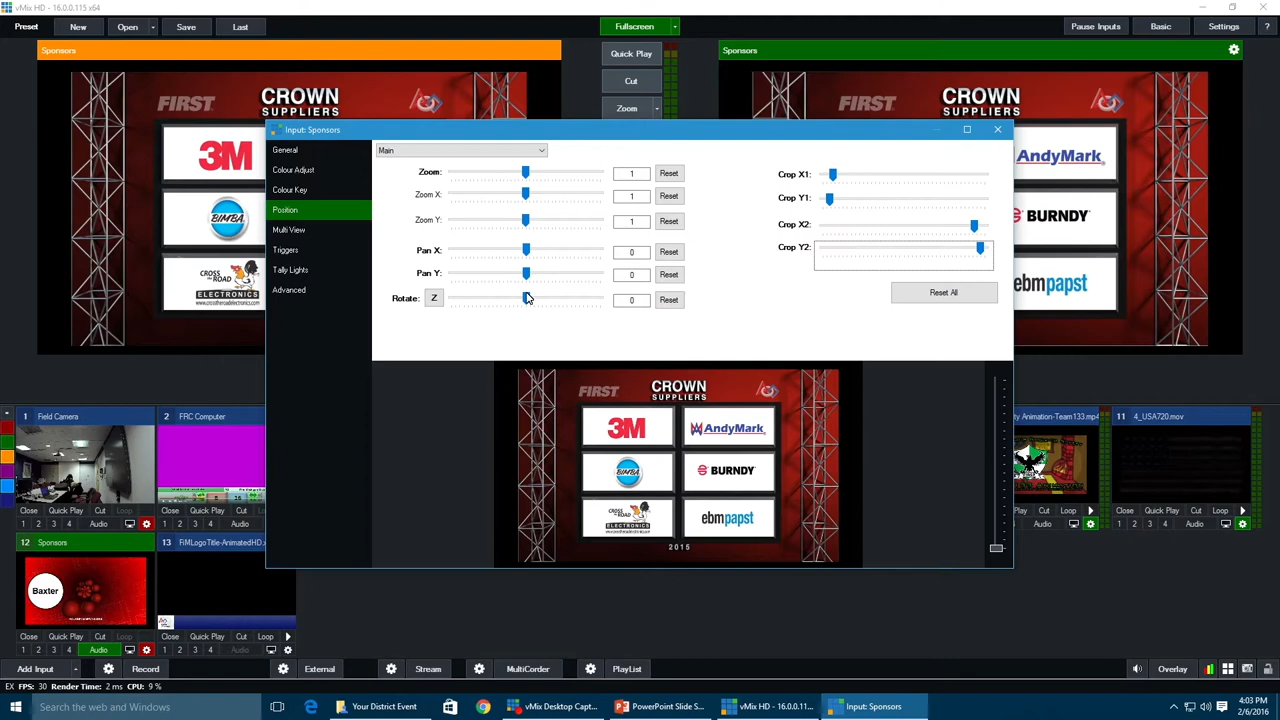 vMix HD - 16.0.0.115 x64
Preset New Open Save Last Fullscreen Pause Inputs Basic Settings ?
Sponsors
Quick Play
Cut
Zoom
Sponsors
FIRST
CROWN
SUPPLIERS
3M
BIMBA
CROSS THE ROAD
ELECTRONICS
www.crosstheroadelectronics.com
FIRST
CROWN
SUPPLIERS
AndyMark
BURNDY
ebmpapst
Input: Sponsors
General
Colour Adjust
Colour Key
Position
Multi View
Triggers
Tally Lights
Advanced
Main
Zoom: 1 Reset
Zoom X: 1 Reset
Zoom Y: 1 Reset
Pan X: 0 Reset
Pan Y: 0 Reset
Rotate: Z 0 Reset
Crop X1:
Crop Y1:
Crop X2:
Crop Y2:
Reset All
FIRST
CROWN
SUPPLIERS
3M
AndyMark
BIMBA
BURNDY
CROSS THE ROAD
ELECTRONICS
ebmpapst
2015
1 Field Camera
Close Quick Play Cut Loop
1 2 3 4 Audio
2 FRC Computer
Close Quick Play
1 2 3 4 Audio
ty Animation-Team133.mp4
Play Cut Loop
3 4 Audio
11 4_USA720.mov
Close Quick Play Cut Loop
1 2 3 4 Audio
12 Sponsors
Baxter
Close Quick Play Cut Loop
1 2 3 4 Audio
13 FiMLogoTitle-AnimatedHD.x
Close Quick Play Cut Loop
1 2 3 4 Audio
Add Input Record External Stream MultiCorder PlayList Overlay
EX FPS: 30 Render Time: 2 ms CPU: 9 %
Search the web and Windows
Your District Event
vMix Desktop Capt...
PowerPoint Slide S...
vMix HD - 16.0.0.11...
Input: Sponsors
4:03 PM
2/6/2016